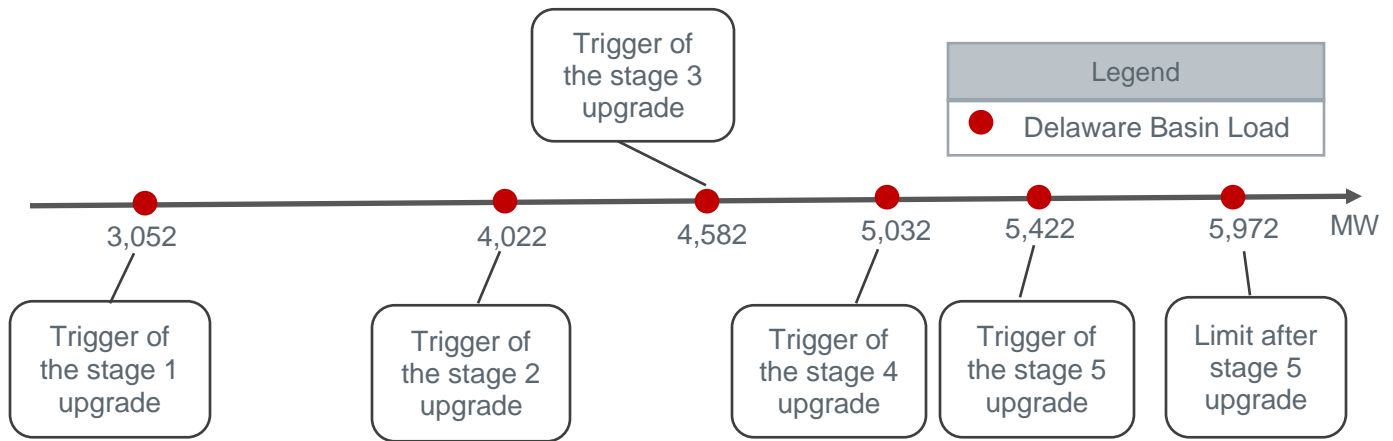 Trigger of
the stage 3
upgrade
Legend
Delaware Basin Load
3,052
4,022
4,582
5,032
5,422
5,972
MW
Trigger of
the stage 1
upgrade
Trigger of
the stage 2
upgrade
Trigger of
the stage 4
upgrade
Trigger of
the stage 5
upgrade
Limit after
stage 5
upgrade